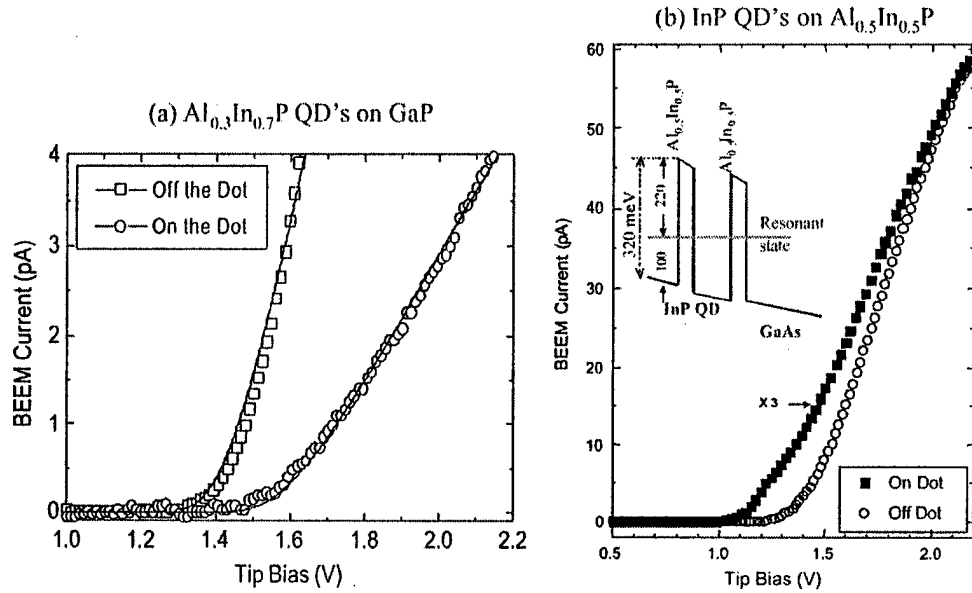 (a) Al0.3In0.7P QD's on GaP
BEEM Current (pA)
4
3
2
1
0
Off the Dot
On the Dot
1.0 1.2 1.4 1.6 1.8 2.0 2.2
Tip Bias (V)
(b) InP QD's on Al0.5In0.5P
BEEM Current (pA)
60
50
40
30
20
10
0
Al0.5In0.5P
Al0.5In0.5P
320 meV
220
100
Resonant
state
InP QD
GaAs
X 3
On Dot
Off Dot
0.5 1.0 1.5 2.0
Tip Bias (V)